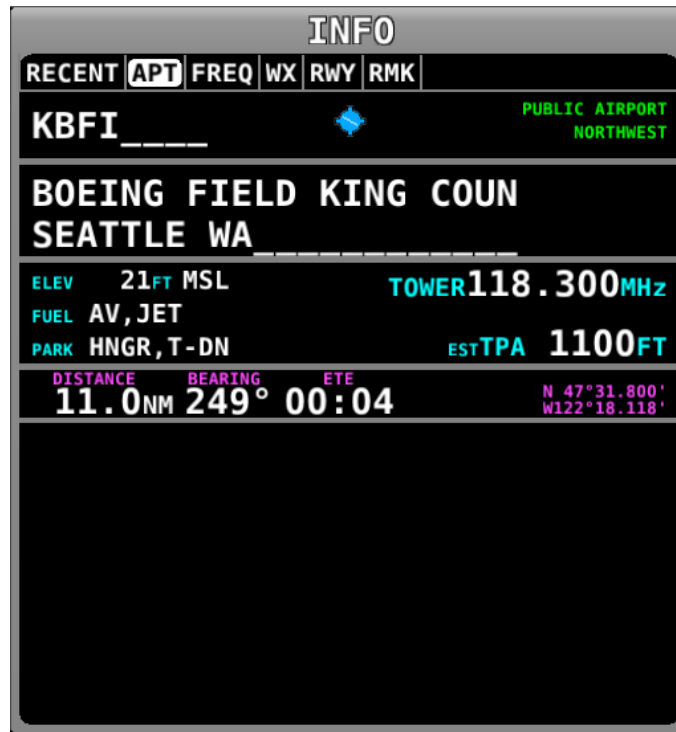 INFO
RECENT APT FREQ WX RWY RMK
KBFI____
PUBLIC AIRPORT
NORTHWEST
BOEING FIELD KING COUN
SEATTLE WA____________
ELEV 21FT MSL
TOWER118.300MHz
FUEL AV,JET
PARK HNGR,T-DN
ESTTPA 1100FT
DISTANCE BEARING ETE
11.0NM 249° 00:04
N 47°31.800'
W122°18.118'